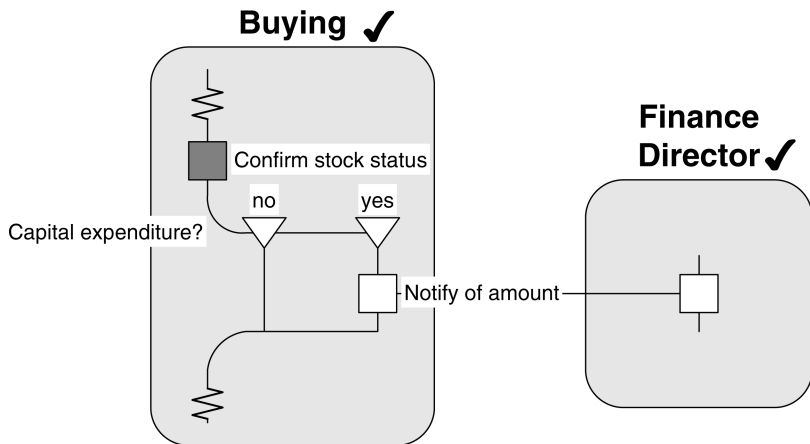 Buying ✓
Finance
Director ✓
Confirm stock status
no
yes
Capital expenditure?
Notify of amount